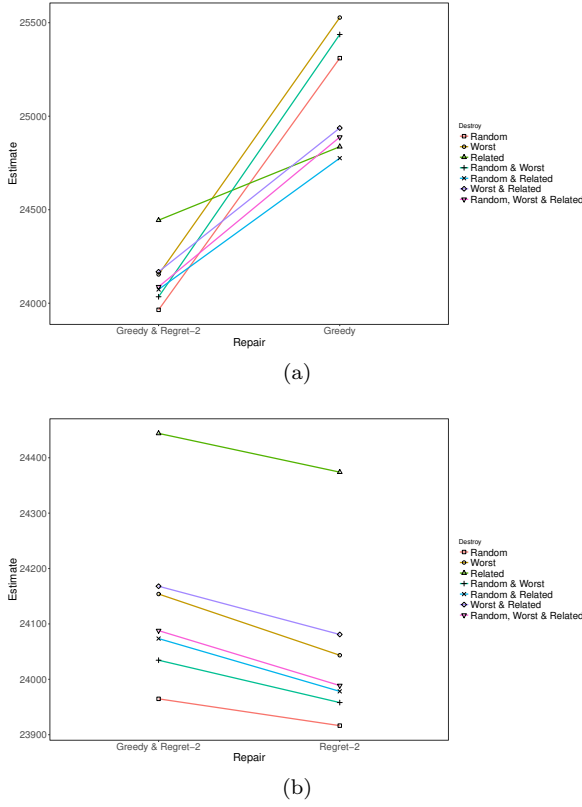 25500
25000
24500
24000
Estimate
Greedy & Regret−2
Greedy
Repair
Destroy
Random
Worst
Related
Random & Worst
Random & Related
Worst & Related
Random, Worst & Related
(a)
24400
24300
24200
24100
24000
23900
Estimate
Greedy & Regret−2
Regret−2
Repair
Destroy
Random
Worst
Related
Random & Worst
Random & Related
Worst & Related
Random, Worst & Related
(b)